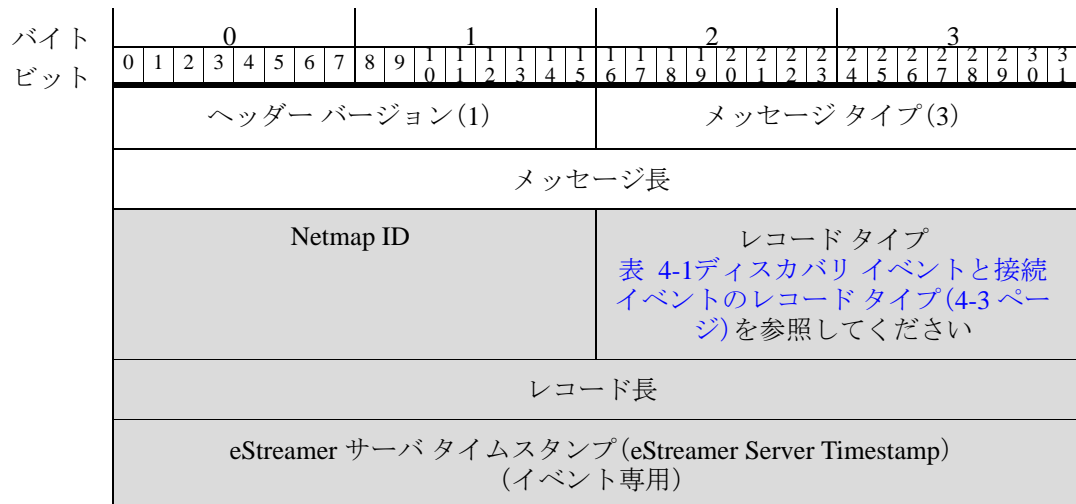 バイト 0 1 2 3
ビット 0 1 2 3 4 5 6 7 8 9 10 11 12 13 14 15 16 17 18 19 20 21 22 23 24 25 26 27 28 29 30 31
ヘッダー バージョン(1) メッセージ タイプ(3)
メッセージ長
Netmap ID レコード タイプ
表 4-1ディスカバリ イベントと接続
イベントのレコード タイプ(4-3 ペー
ジ)を参照してください
レコード長
eStreamer サーバ タイムスタンプ(eStreamer Server Timestamp)
(イベント専用)